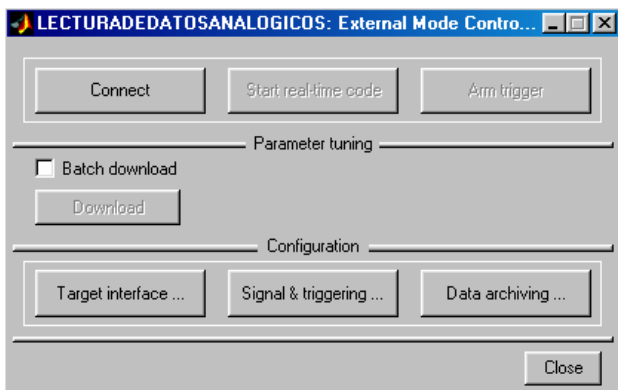 LECTURADEDATOSANALOGICOS: External Mode Contro...
Connect
Start real-time code
Arm trigger
Parameter tuning
Batch download
Download
Configuration
Target interface ...
Signal & triggering ...
Data archiving ...
Close